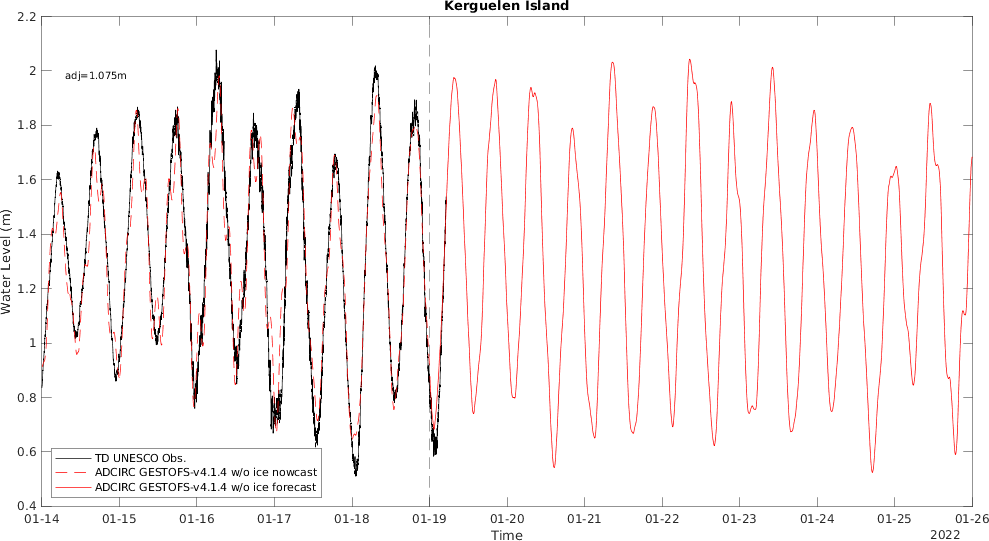 Kerguelen Island
2.2
2
1.8
1.6
1.4
1.2
1
0.8
0.6
0.4
Water Level (m)
adj=1.075m
TD UNESCO Obs.
ADCIRC GESTOFS-v4.1.4 w/o ice nowcast
ADCIRC GESTOFS-v4.1.4 w/o ice forecast
01-14 01-15 01-16 01-17 01-18 01-19 01-20 01-21 01-22 01-23 01-24 01-25 01-26
Time
2022